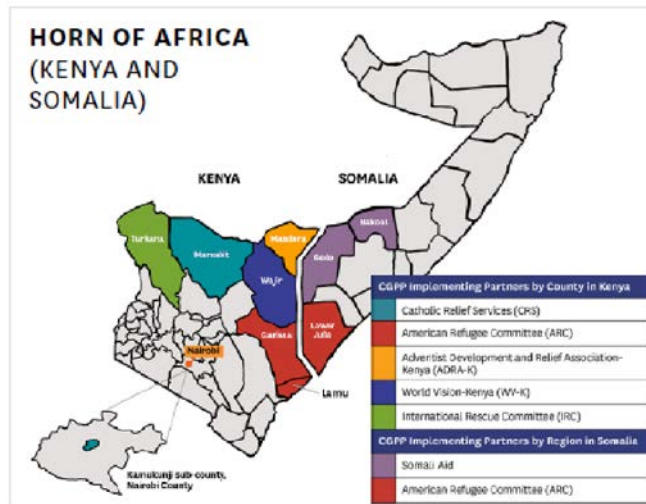 HORN OF AFRICA
(KENYA AND
SOMALIA)
KENYA
SOMALIA
Turkana
Marsabit
Mandera
Wajir
Gedo
Bakool
Garissa
Lower
Juba
Nairobi
Lamu
Kamukunji sub-county,
Nairobi County
CGPP Implementing Partners by County in Kenya
Catholic Relief Services (CRS)
American Refugee Committee (ARC)
Adventist Development and Relief Association-
Kenya (ADRA-K)
World Vision-Kenya (WV-K)
International Rescue Committee (IRC)
CGPP Implementing Partners by Region in Somalia
Somali Aid
American Refugee Committee (ARC)